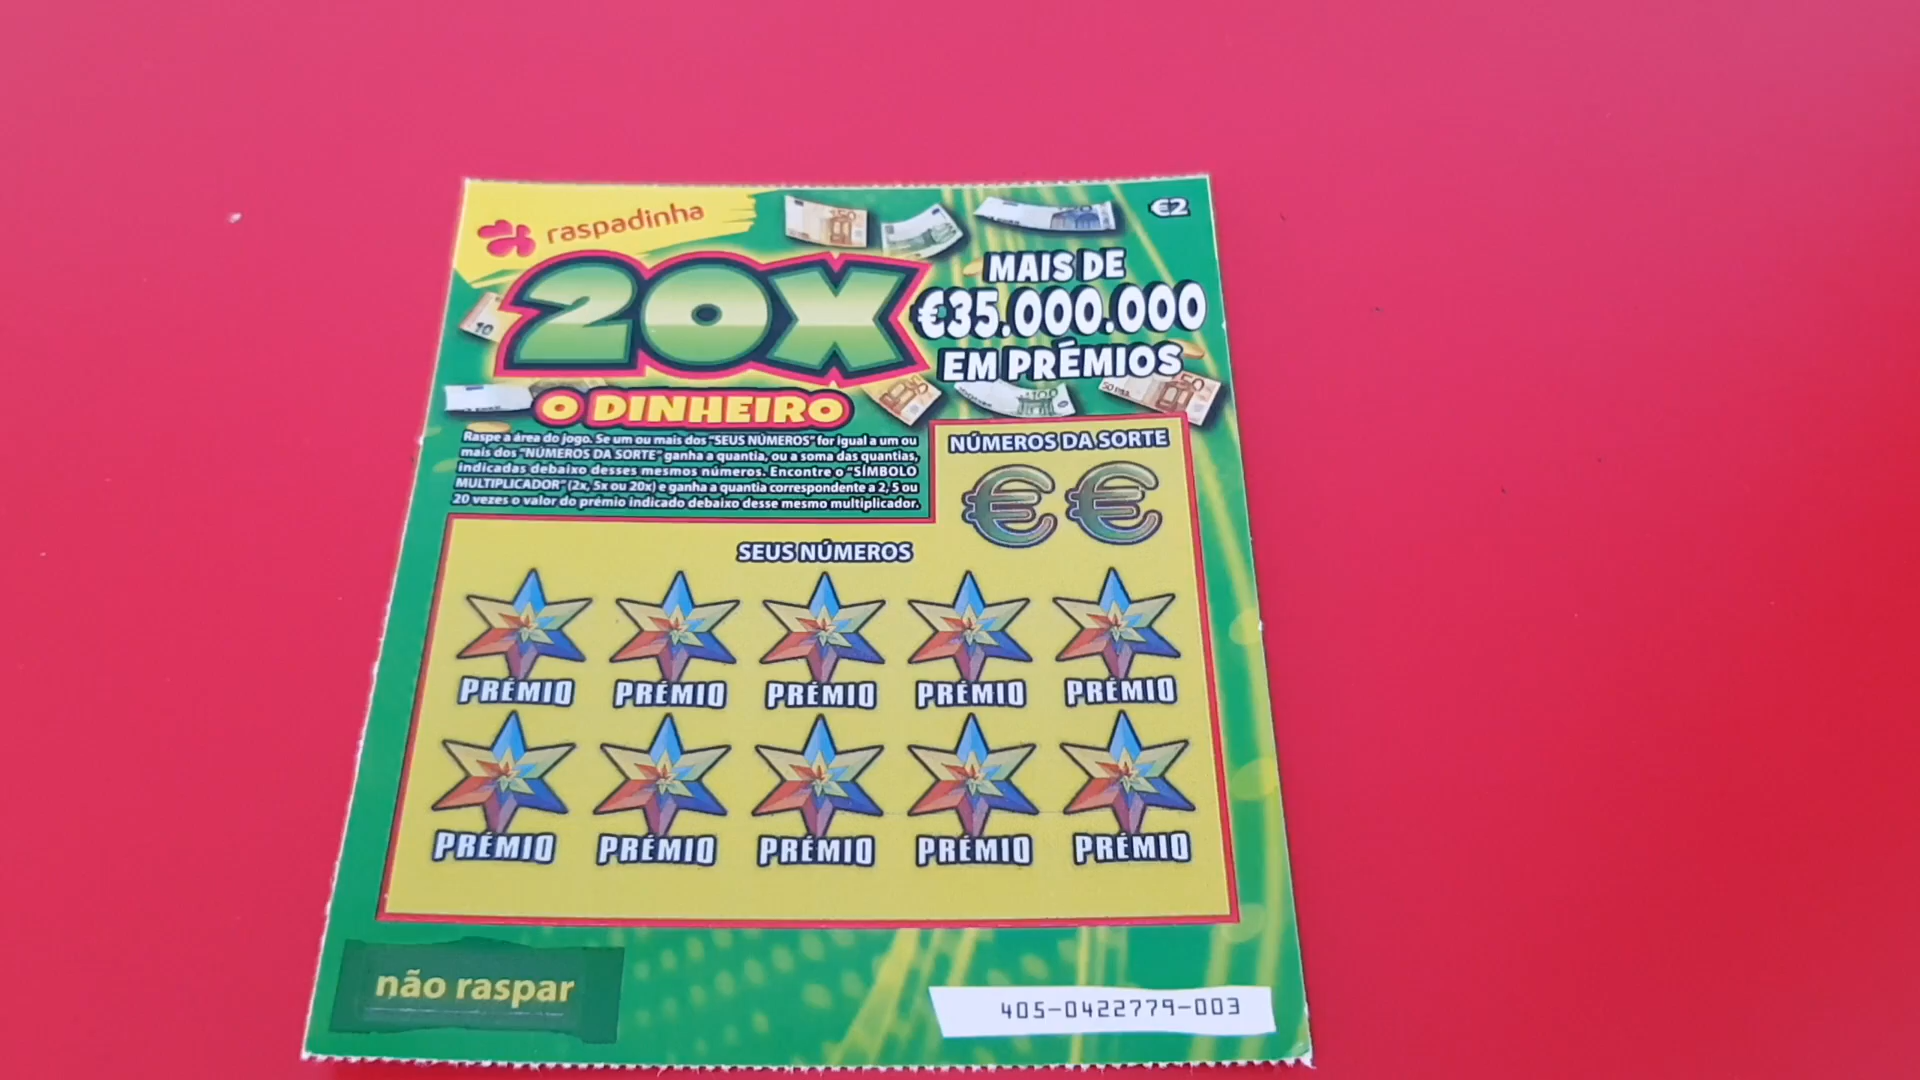 raspadinha
€2
20X
O DINHEIRO
MAIS DE
€35.000.000
EM PRÉMIOS
Raspe a área do jogo. Se um ou mais dos "SEUS NÚMEROS" for igual a um ou
mais dos "NÚMEROS DA SORTE" ganha a quantia, ou a soma das quantias,
indicadas debaixo desses mesmos números. Encontre o "SÍMBOLO
MULTIPLICADOR" (2x, 5x ou 20x) e ganha a quantia correspondente a 2, 5 ou
20 vezes o valor do prémio indicado debaixo desse mesmo multiplicador.
NÚMEROS DA SORTE
€ €
SEUS NÚMEROS
PRÉMIO PRÉMIO PRÉMIO PRÉMIO PRÉMIO
PRÉMIO PRÉMIO PRÉMIO PRÉMIO PRÉMIO
não raspar
405-0422779-003